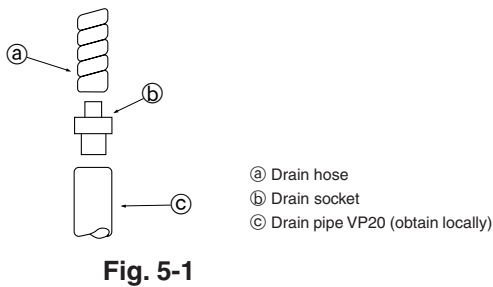 ⓐ
ⓑ
ⓒ
ⓐ Drain hose
ⓑ Drain socket
ⓒ Drain pipe VP20 (obtain locally)
Fig. 5-1